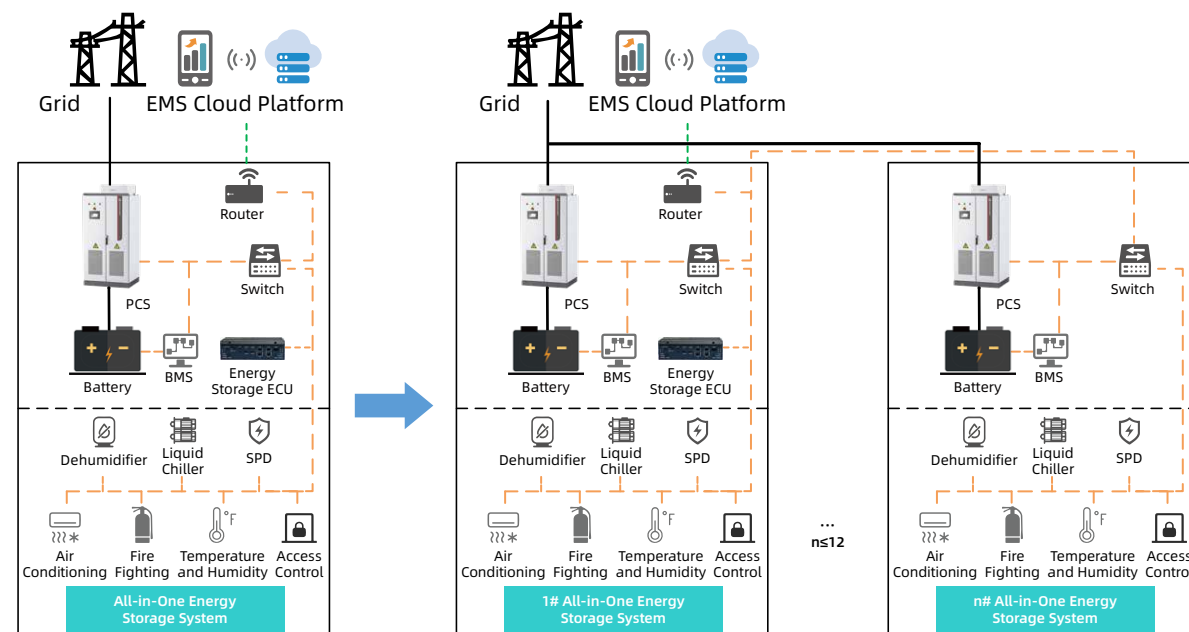 Grid
EMS Cloud Platform
Router
Switch
PCS
Battery
BMS
Energy
Storage ECU
Dehumidifier
Liquid
Chiller
SPD
°F
Air
Conditioning
Fire
Fighting
Temperature
and Humidity
Access
Control
All-in-One Energy
Storage System
Grid
EMS Cloud Platform
Router
Switch
PCS
Battery
BMS
Energy
Storage ECU
Dehumidifier
Liquid
Chiller
SPD
°F
Air
Conditioning
Fire
Fighting
Temperature
and Humidity
Access
Control
1# All-in-One Energy
Storage System
...
n≤12
Switch
PCS
Battery
BMS
Dehumidifier
Liquid
Chiller
SPD
°F
Air
Conditioning
Fire
Fighting
Temperature
and Humidity
Access
Control
n# All-in-One Energy
Storage System